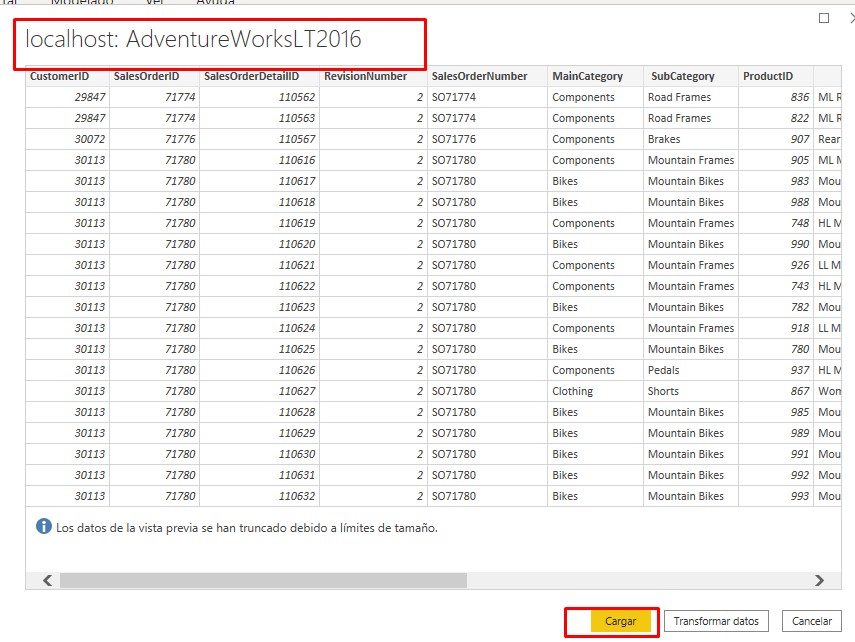 Modelado Ver Ayuda
localhost: AdventureWorksLT2016
CustomerID SalesOrderID SalesOrderDetailID RevisionNumber SalesOrderNumber MainCategory SubCategory ProductID
29847 71774 110562 2 SO71774 Components Road Frames 836 ML R
29847 71774 110563 2 SO71774 Components Road Frames 822 ML R
30072 71776 110567 2 SO71776 Components Brakes 907 Rear
30113 71780 110616 2 SO71780 Components Mountain Frames 905 ML M
30113 71780 110617 2 SO71780 Bikes Mountain Bikes 983 Mou
30113 71780 110618 2 SO71780 Bikes Mountain Bikes 988 Mou
30113 71780 110619 2 SO71780 Components Mountain Frames 748 HL M
30113 71780 110620 2 SO71780 Bikes Mountain Bikes 990 Mou
30113 71780 110621 2 SO71780 Components Mountain Frames 926 LL M
30113 71780 110622 2 SO71780 Components Mountain Frames 743 HL M
30113 71780 110623 2 SO71780 Bikes Mountain Bikes 782 Mou
30113 71780 110624 2 SO71780 Components Mountain Frames 918 LL M
30113 71780 110625 2 SO71780 Bikes Mountain Bikes 780 Mou
30113 71780 110626 2 SO71780 Components Pedals 937 HL M
30113 71780 110627 2 SO71780 Clothing Shorts 867 Wom
30113 71780 110628 2 SO71780 Bikes Mountain Bikes 985 Mou
30113 71780 110629 2 SO71780 Bikes Mountain Bikes 989 Mou
30113 71780 110630 2 SO71780 Bikes Mountain Bikes 991 Mou
30113 71780 110631 2 SO71780 Bikes Mountain Bikes 992 Mou
30113 71780 110632 2 SO71780 Bikes Mountain Bikes 993 Mou
Los datos de la vista previa se han truncado debido a límites de tamaño.
Cargar Transformar datos Cancelar